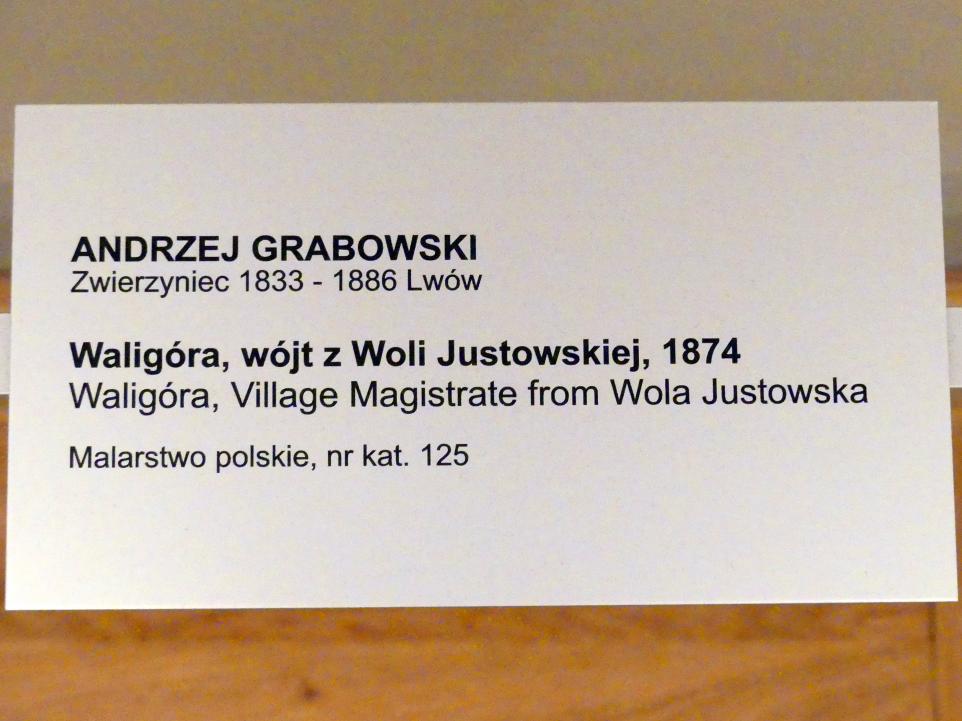 ANDRZEJ GRABOWSKI
Zwierzyniec 1833 - 1886 Lwów
Waligóra, wójt z Woli Justowskiej, 1874
Waligóra, Village Magistrate from Wola Justowska
Malarstwo polskie, nr kat. 125